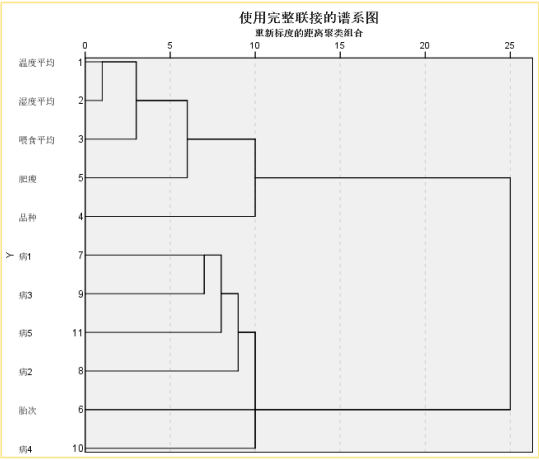 使用完整联接的谱系图
重新标度的距离聚类组合
0 5 10 15 20 25
温度平均 1
湿度平均 2
喂食平均 3
肥瘦 5
品种 4
病1 7
Y
病3 9
病5 11
病2 8
胎次 6
病4 10